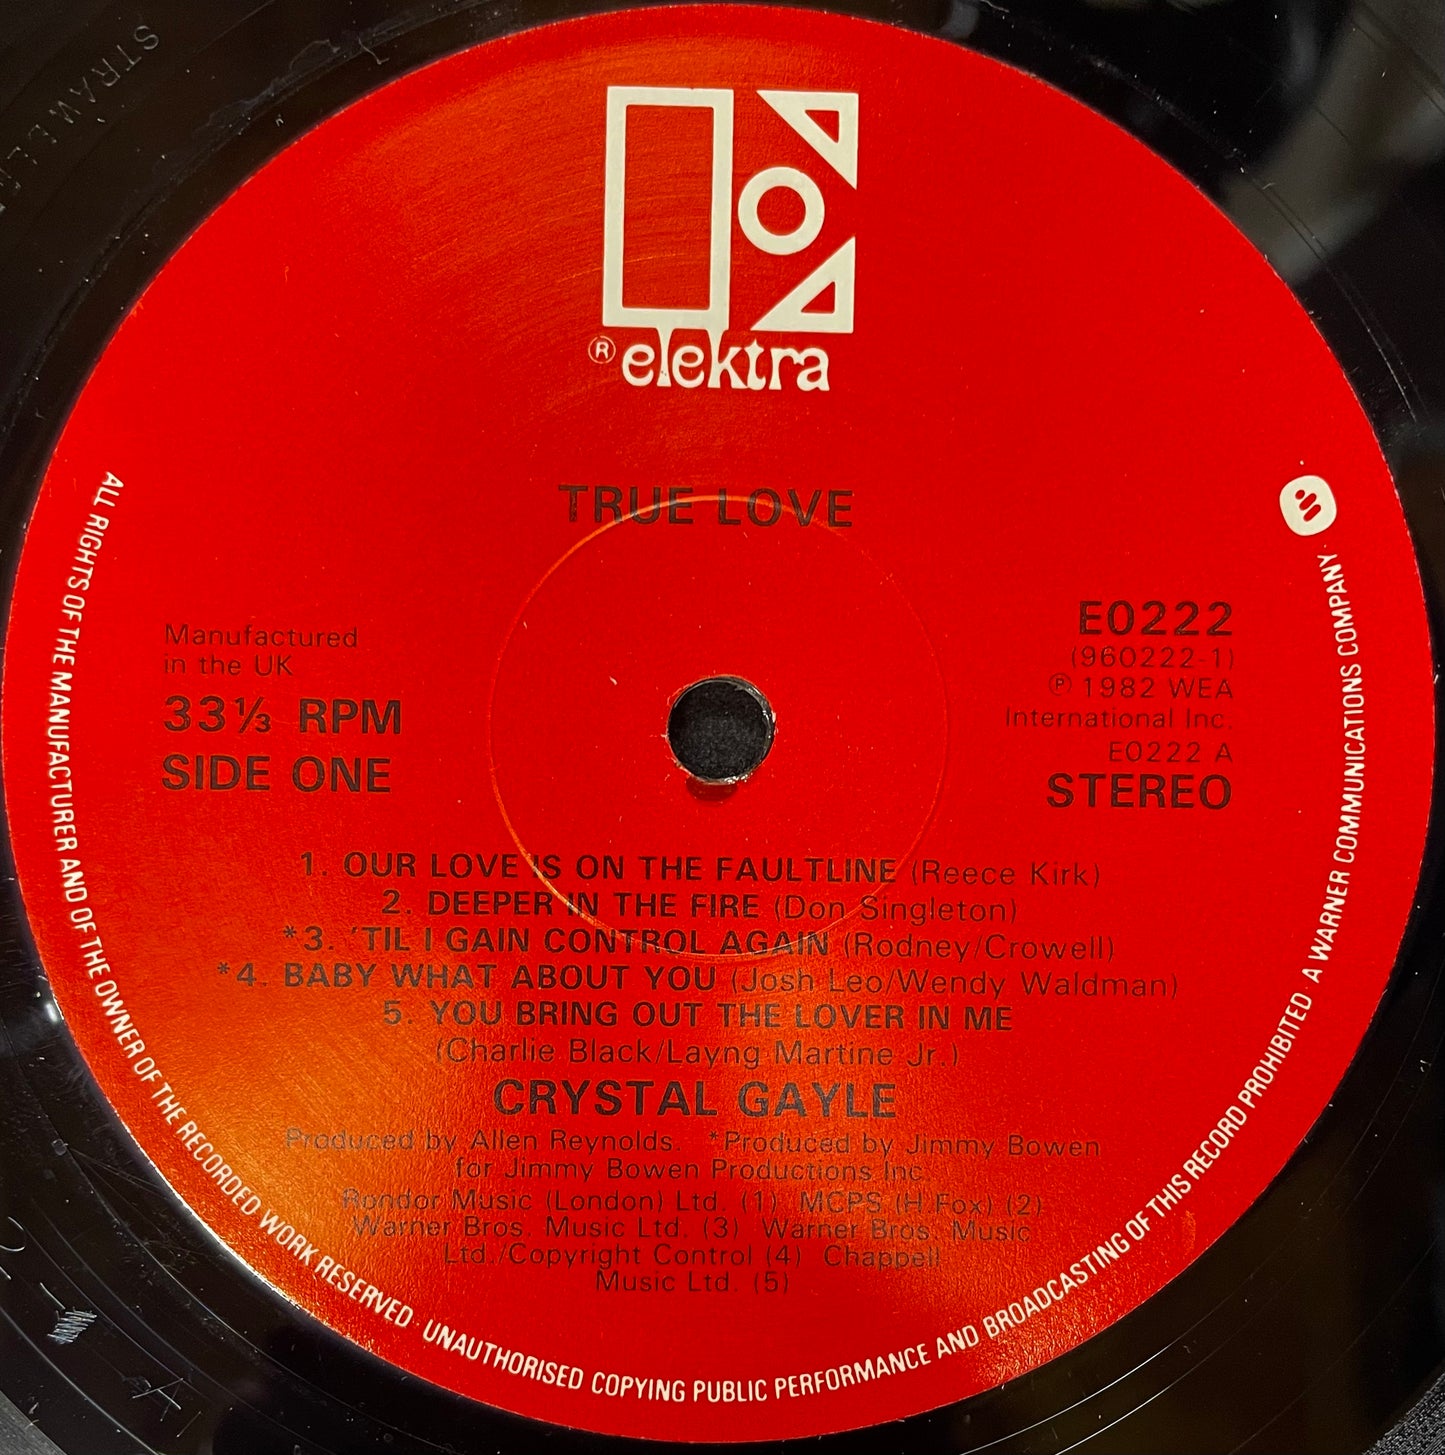 ® elektra
TRUE LOVE
Manufactured
in the UK
33⅓ RPM
SIDE ONE
E0222
(960222-1)
℗ 1982 WEA
International Inc.
E0222 A
STEREO
1. OUR LOVE IS ON THE FAULTLINE (Reece Kirk)
2. DEEPER IN THE FIRE (Don Singleton)
*3. 'TIL I GAIN CONTROL AGAIN (Rodney/Crowell)
*4. BABY WHAT ABOUT YOU (Josh Leo/Wendy Waldman)
5. YOU BRING OUT THE LOVER IN ME
(Charlie Black/Layng Martine Jr.)
CRYSTAL GAYLE
Produced by Allen Reynolds. *Produced by Jimmy Bowen
for Jimmy Bowen Productions Inc.
Rondor Music (London) Ltd. (1) MCPS (H.Fox) (2)
Warner Bros. Music Ltd. (3) Warner Bros. Music
Ltd./Copyright Control (4) Chappell
Music Ltd. (5)
ALL RIGHTS OF THE MANUFACTURER AND OF THE OWNER OF THE RECORDED WORK RESERVED · UNAUTHORISED COPYING PUBLIC PERFORMANCE AND BROADCASTING OF THIS RECORD PROHIBITED · A WARNER COMMUNICATIONS COMPANY ·